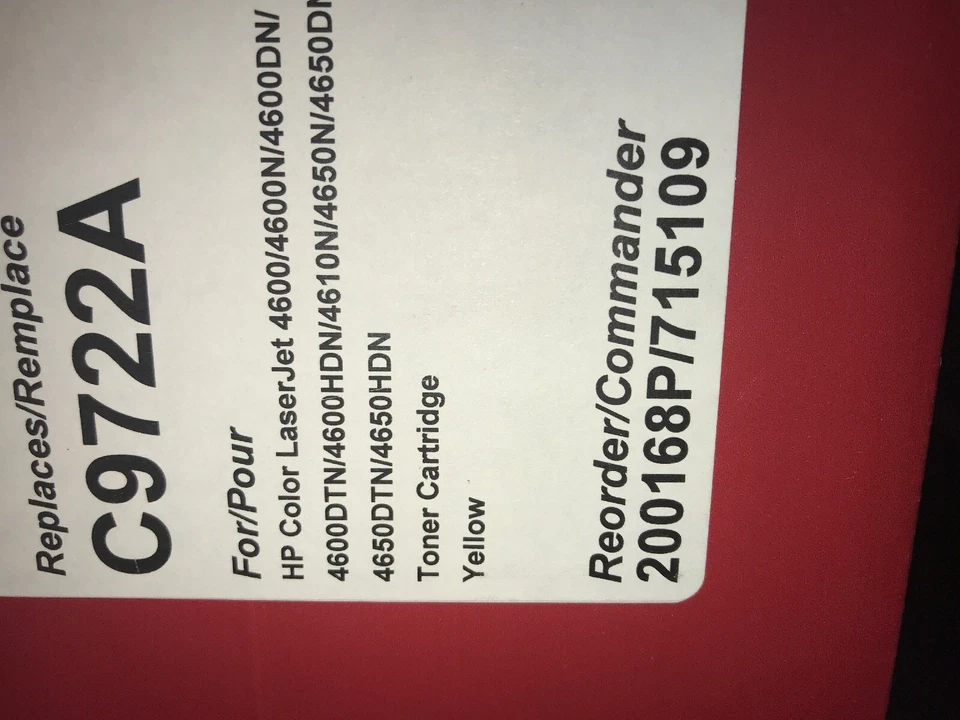 Replaces/Remplace
C9722A
For/Pour
HP Color LaserJet 4600/4600N/4600DN/
4600DTN/4600HDN/4610N/4650N/4650DN
4650DTN/4650HDN
Toner Cartridge
Yellow
Reorder/Commander
200168P/715109